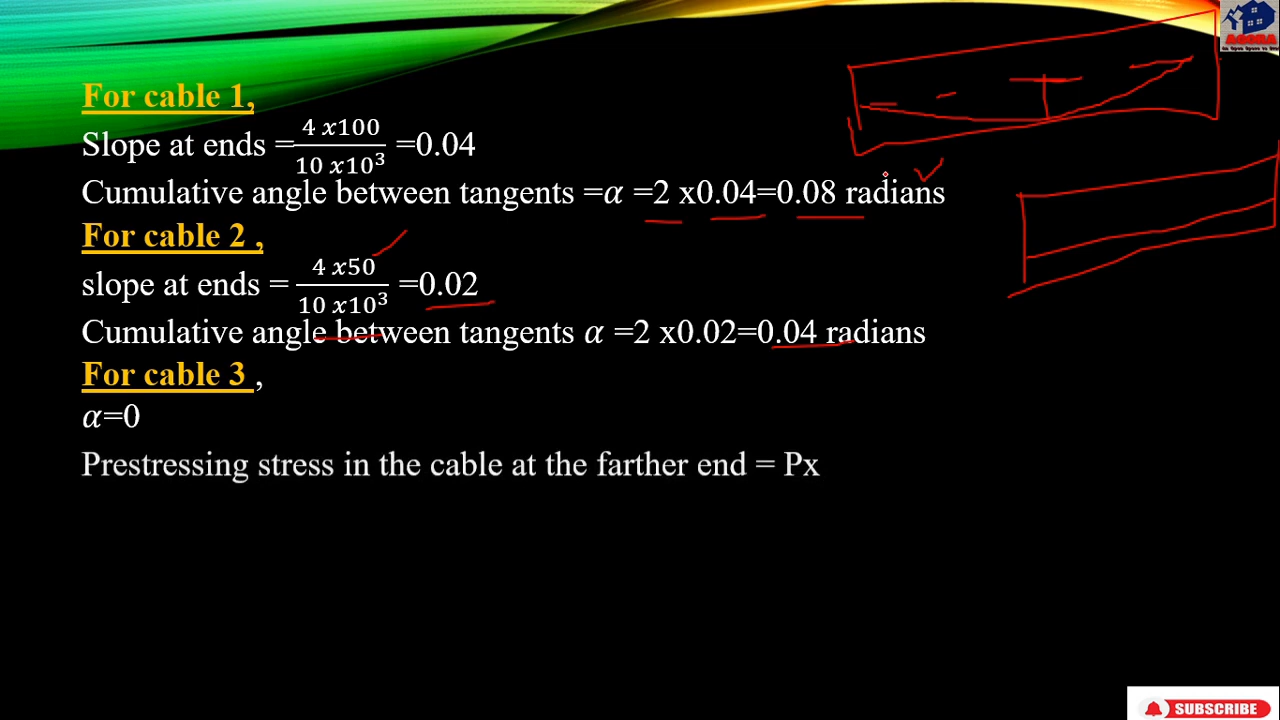 For cable 1,
Slope at ends = 4 x100 / 10 x10³ =0.04
Cumulative angle between tangents =α =2 x0.04=0.08 radians
For cable 2 ,
slope at ends = 4 x50 / 10 x10³ =0.02
Cumulative angle between tangents α =2 x0.02=0.04 radians
For cable 3 ,
α=0
Prestressing stress in the cable at the farther end = Px
SUBSCRIBE